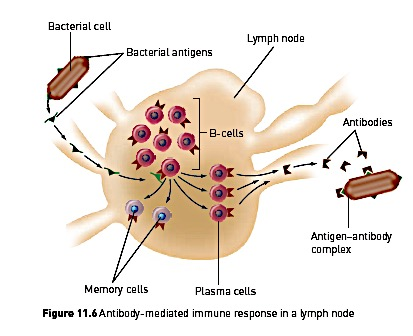 Bacterial cell
Bacterial antigens
Lymph node
B-cells
Antibodies
Antigen–antibody
complex
Memory cells
Plasma cells
Figure 11.6 Antibody-mediated immune response in a lymph node